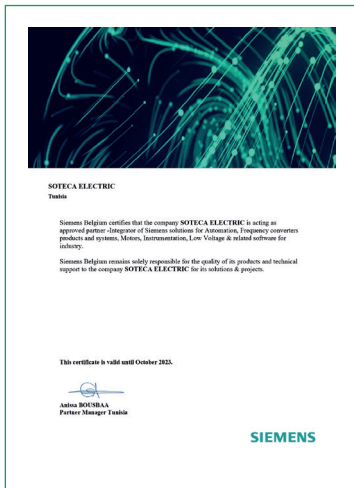 SOTECA ELECTRIC
Tunisia
Siemens Belgium certifies that the company SOTECA ELECTRIC is acting as
approved partner -Integrator of Siemens solutions for Automation, Frequency converters
products and systems, Motors, Instrumentation, Low Voltage & related software for
industry.
Siemens Belgium remains solely responsible for the quality of its products and technical
support to the company SOTECA ELECTRIC for its solutions & projects.
This certificate is valid until October 2023.
Anissa BOUSBAA
Partner Manager Tunisia
SIEMENS